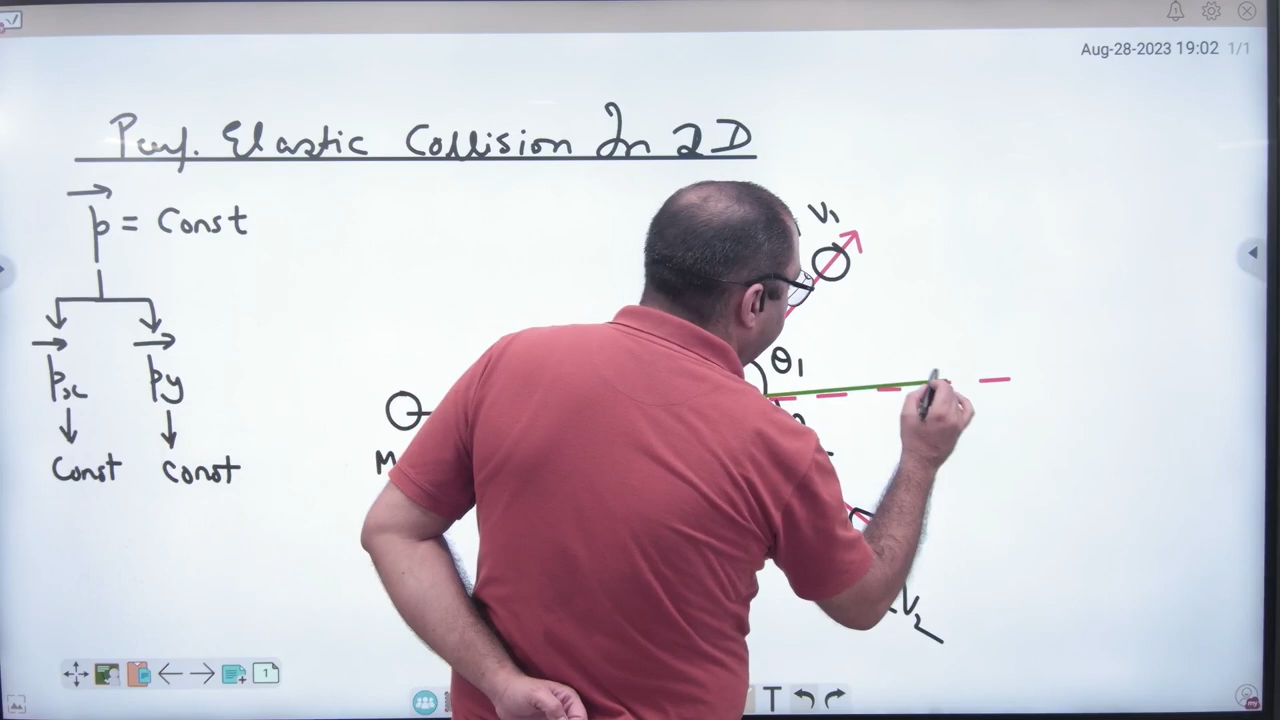 Aug-28-2023 19:02 1/1
Perf. Elastic Collision In 2D
p = Const
V₁
px py
θ₁
Const Const
M
V₂
1
T